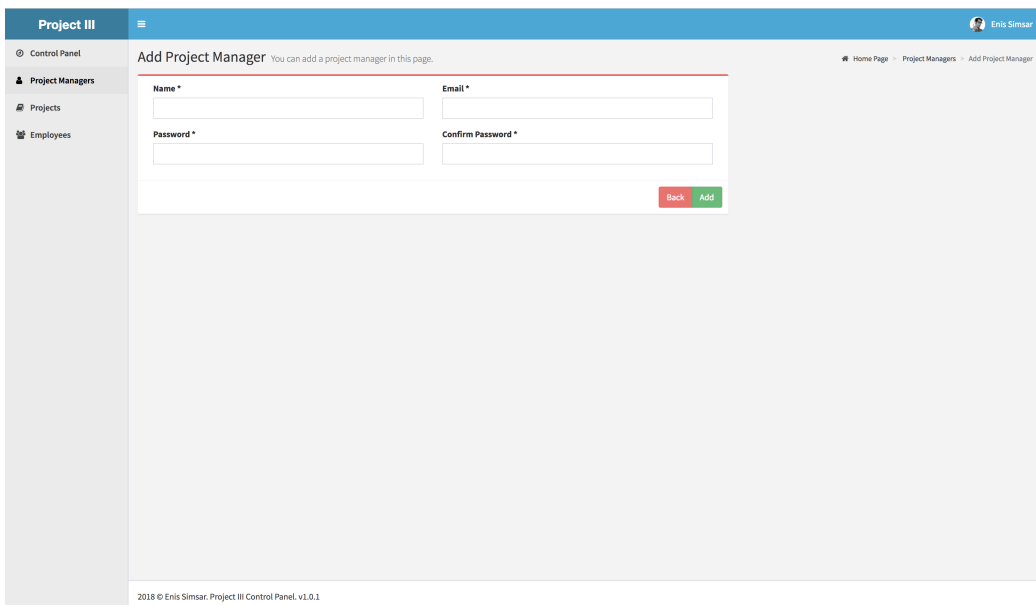 Project III
Enis Simsar
Control Panel
Project Managers
Projects
Employees
Add Project Manager You can add a project manager in this page.
Home Page > Project Managers > Add Project Manager
Name * Email *
Password * Confirm Password *
Back Add
2018 © Enis Simsar. Project III Control Panel. v1.0.1